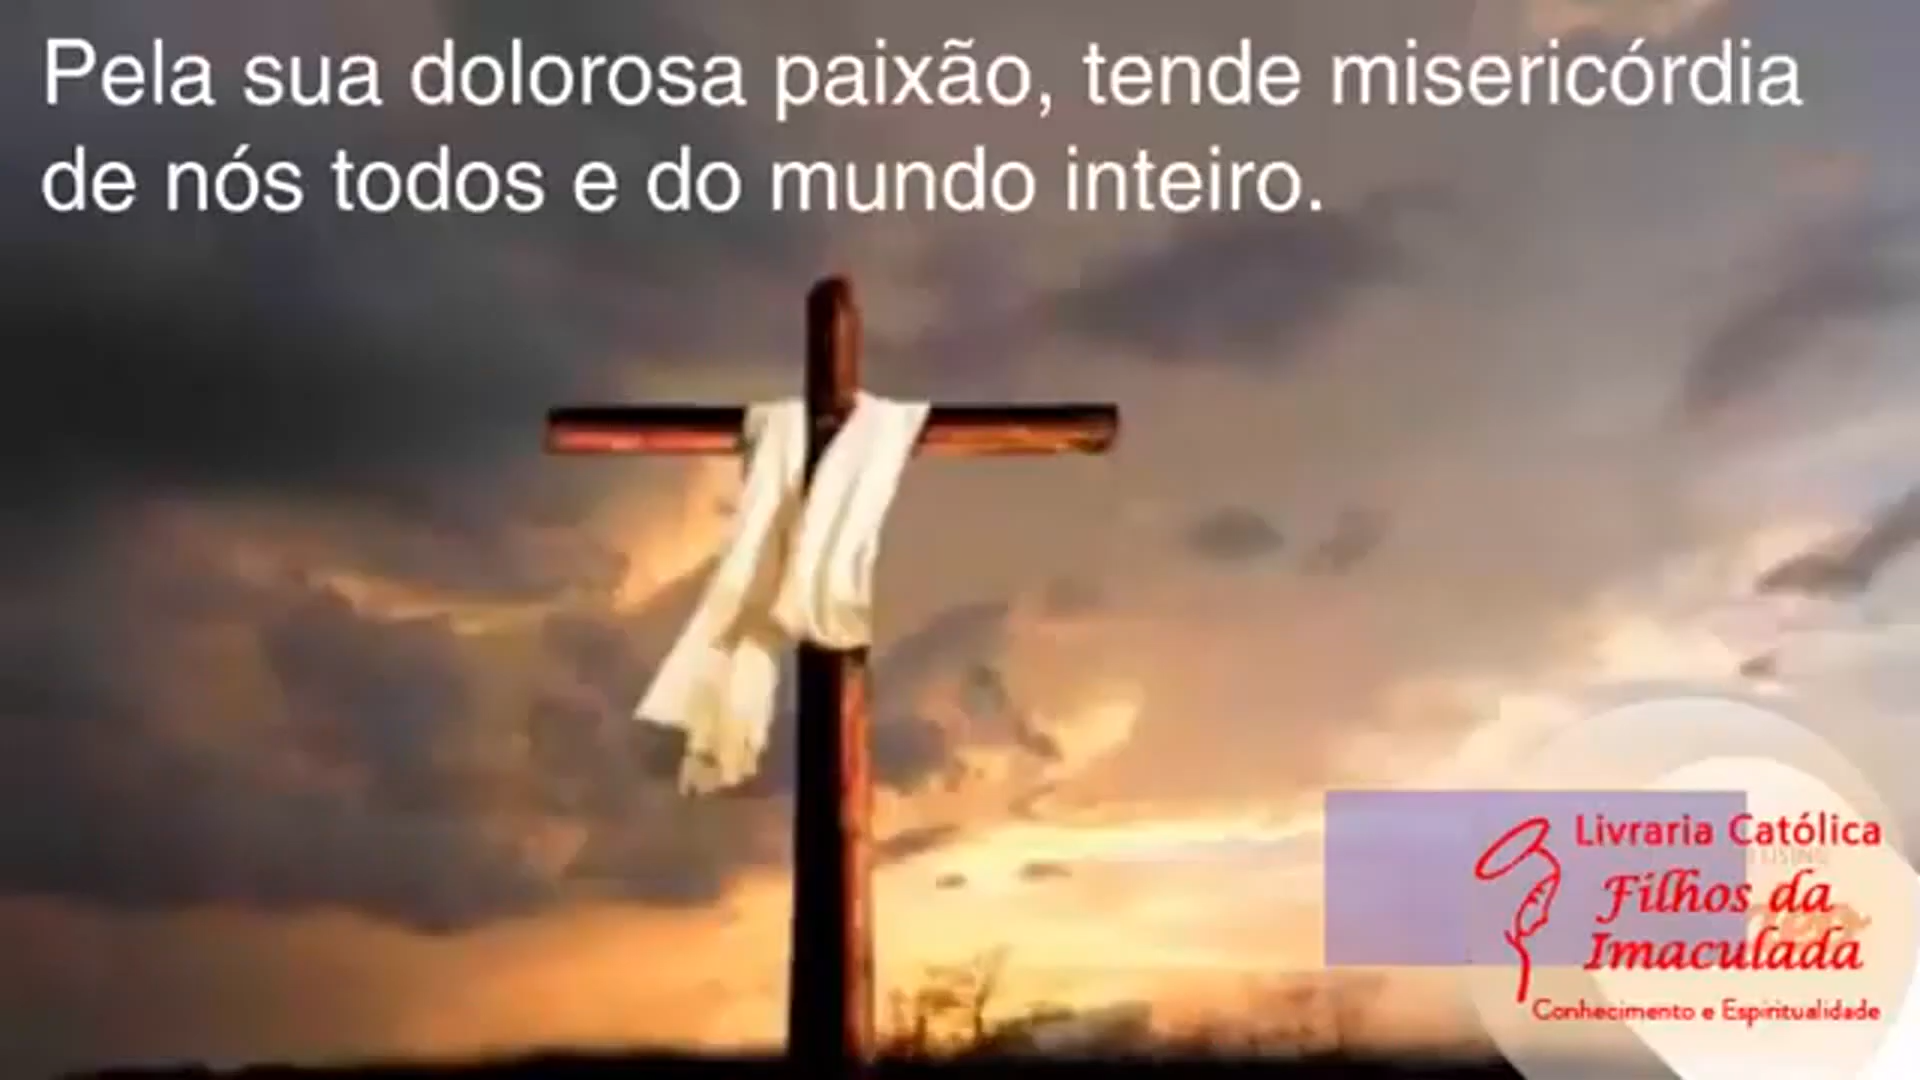 Pela sua dolorosa paixão, tende misericórdia
de nós todos e do mundo inteiro.
Livraria Católica
Filhos da
Imaculada
Conhecimento e Espiritualidade